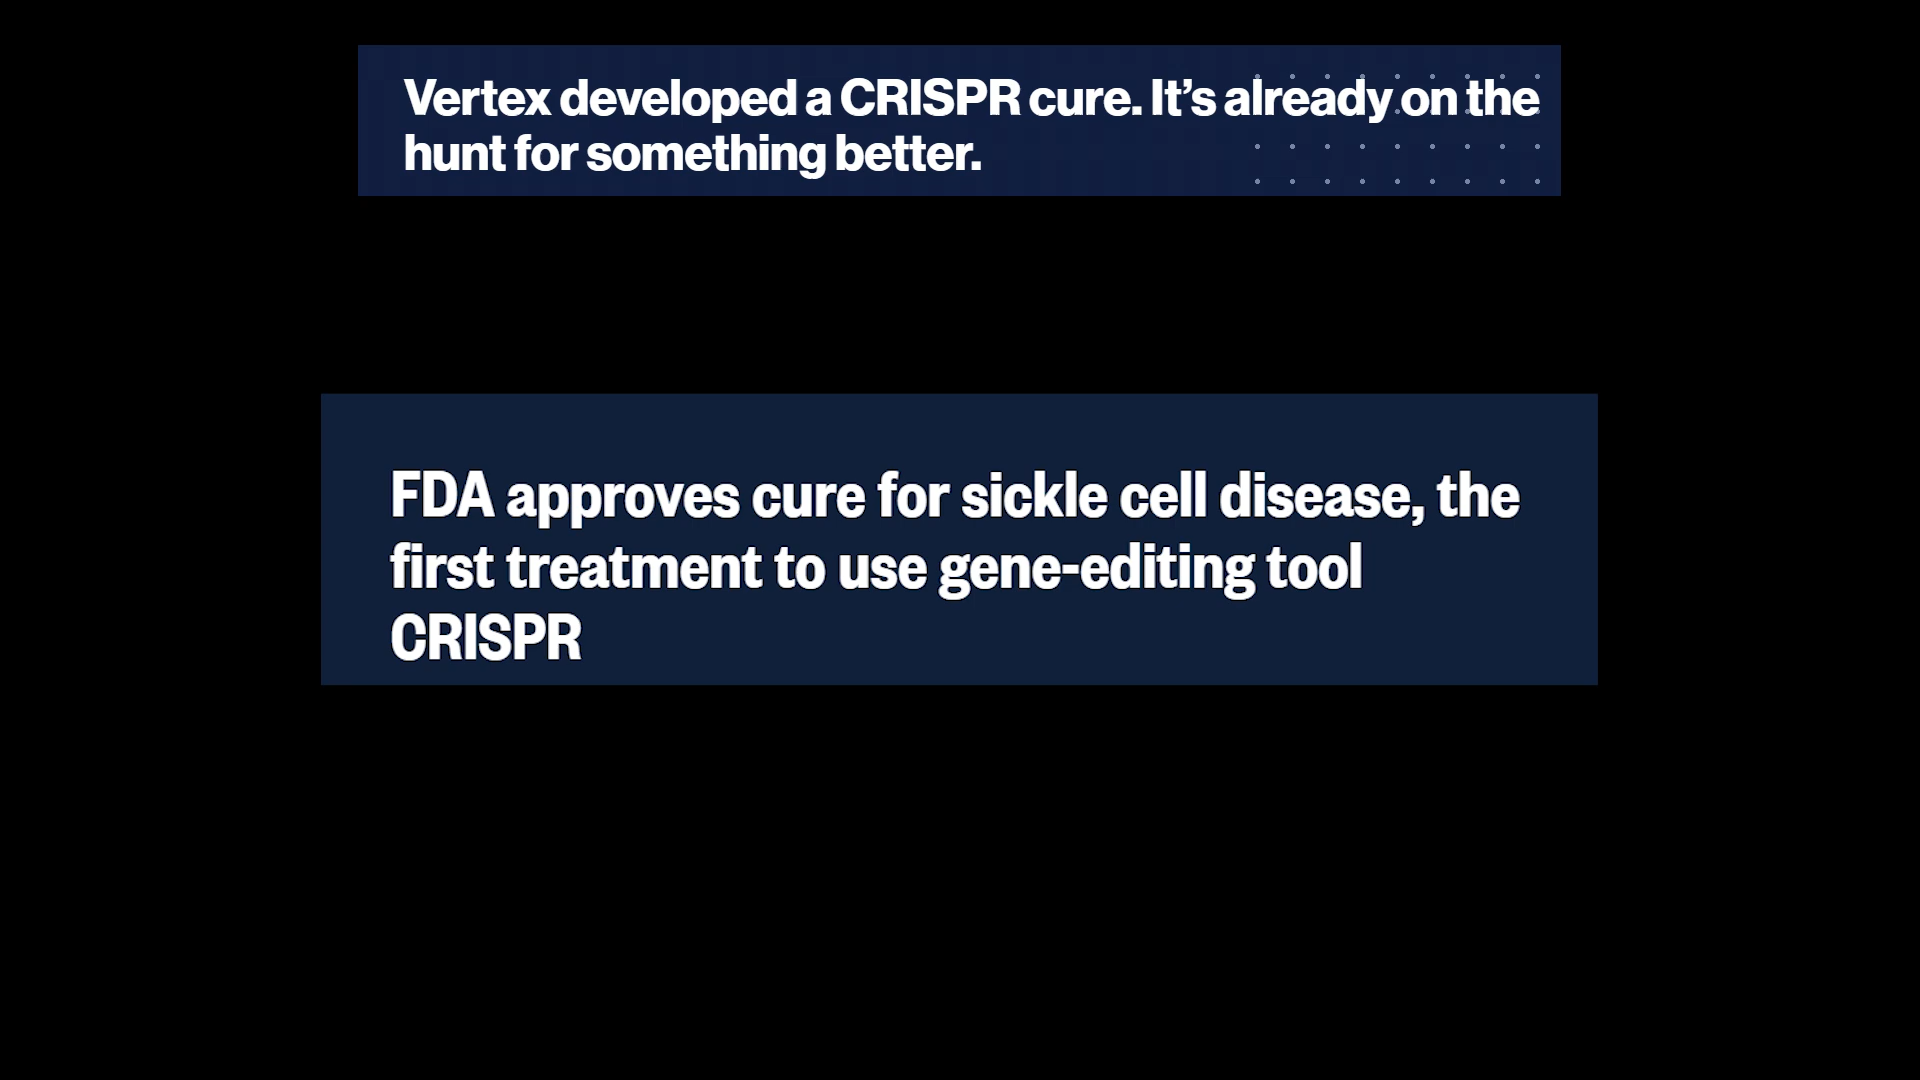 Vertex developed a CRISPR cure. It’s already on the
hunt for something better.
FDA approves cure for sickle cell disease, the
first treatment to use gene-editing tool
CRISPR